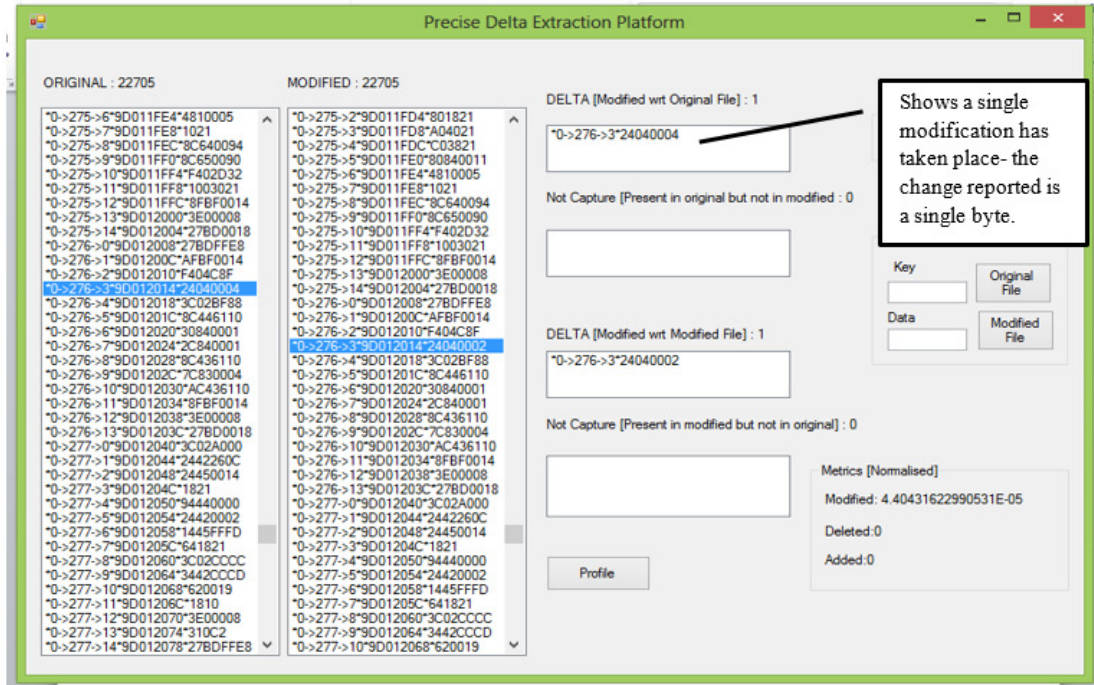 Precise Delta Extraction Platform
ORIGINAL : 22705
*0->275->6*9D011FE4*4810005
*0->275->7*9D011FE8*1021
*0->275->8*9D011FEC*8C640094
*0->275->9*9D011FF0*8C650090
*0->275->10*9D011FF4*F402D32
*0->275->11*9D011FF8*1003021
*0->275->12*9D011FFC*8FBF0014
*0->275->13*9D012000*3E00008
*0->275->14*9D012004*27BD0018
*0->276->0*9D012008*27BDFFE8
*0->276->1*9D01200C*AFBF0014
*0->276->2*9D012010*F404C8F
*0->276->3*9D012014*24040004
*0->276->4*9D012018*3C02BF88
*0->276->5*9D01201C*8C446110
*0->276->6*9D012020*30840001
*0->276->7*9D012024*2C840001
*0->276->8*9D012028*8C436110
*0->276->9*9D01202C*7C830004
*0->276->10*9D012030*AC436110
*0->276->11*9D012034*8FBF0014
*0->276->12*9D012038*3E00008
*0->276->13*9D01203C*27BD0018
*0->277->0*9D012040*3C02A000
*0->277->1*9D012044*2442260C
*0->277->2*9D012048*24450014
*0->277->3*9D01204C*1821
*0->277->4*9D012050*94440000
*0->277->5*9D012054*24420002
*0->277->6*9D012058*1445FFFD
*0->277->7*9D01205C*641821
*0->277->8*9D012060*3C02CCCC
*0->277->9*9D012064*3442CCCD
*0->277->10*9D012068*620019
*0->277->11*9D01206C*1810
*0->277->12*9D012070*3E00008
*0->277->13*9D012074*310C2
*0->277->14*9D012078*27BDFFE8
MODIFIED : 22705
*0->275->2*9D011FD4*801821
*0->275->3*9D011FD8*A04021
*0->275->4*9D011FDC*C03821
*0->275->5*9D011FE0*80840011
*0->275->6*9D011FE4*4810005
*0->275->7*9D011FE8*1021
*0->275->8*9D011FEC*8C640094
*0->275->9*9D011FF0*8C650090
*0->275->10*9D011FF4*F402D32
*0->275->11*9D011FF8*1003021
*0->275->12*9D011FFC*8FBF0014
*0->275->13*9D012000*3E00008
*0->275->14*9D012004*27BD0018
*0->276->0*9D012008*27BDFFE8
*0->276->1*9D01200C*AFBF0014
*0->276->2*9D012010*F404C8F
*0->276->3*9D012014*24040002
*0->276->4*9D012018*3C02BF88
*0->276->5*9D01201C*8C446110
*0->276->6*9D012020*30840001
*0->276->7*9D012024*2C840001
*0->276->8*9D012028*8C436110
*0->276->9*9D01202C*7C830004
*0->276->10*9D012030*AC436110
*0->276->11*9D012034*8FBF0014
*0->276->12*9D012038*3E00008
*0->276->13*9D01203C*27BD0018
*0->277->0*9D012040*3C02A000
*0->277->1*9D012044*2442260C
*0->277->2*9D012048*24450014
*0->277->3*9D01204C*1821
*0->277->4*9D012050*94440000
*0->277->5*9D012054*24420002
*0->277->6*9D012058*1445FFFD
*0->277->7*9D01205C*641821
*0->277->8*9D012060*3C02CCCC
*0->277->9*9D012064*3442CCCD
*0->277->10*9D012068*620019
DELTA [Modified wrt Original File] : 1
*0->276->3*24040004
Not Capture [Present in original but not in modified : 0
DELTA [Modified wrt Modified File] : 1
*0->276->3*24040002
Not Capture [Present in modified but not in original] : 0
Profile
Shows a single
modification has
taken place- the
change reported is
a single byte.
Key
Original
File
Data
Modified
File
Metrics [Normalised]
Modified: 4.40431622990531E-05
Deleted:0
Added:0